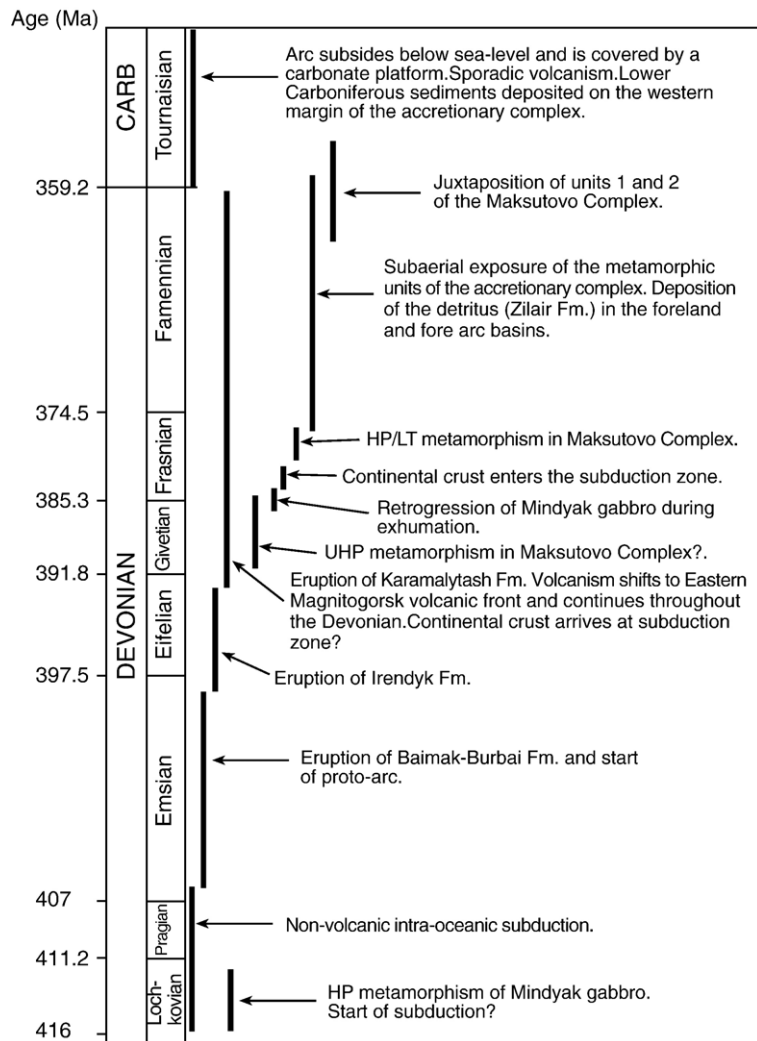 Age (Ma)
CARB
Tournaisian
Arc subsides below sea-level and is covered by a
carbonate platform.Sporadic volcanism.Lower
Carboniferous sediments deposited on the western
margin of the accretionary complex.
359.2
Juxtaposition of units 1 and 2
of the Maksutovo Complex.
DEVONIAN
Famennian
Subaerial exposure of the metamorphic
units of the accretionary complex. Deposition
of the detritus (Zilair Fm.) in the foreland
and fore arc basins.
374.5
Frasnian
HP/LT metamorphism in Maksutovo Complex.
Continental crust enters the subduction zone.
385.3
Retrogression of Mindyak gabbro during
exhumation.
Givetian
UHP metamorphism in Maksutovo Complex?.
391.8
Eruption of Karamalytash Fm. Volcanism shifts to Eastern
Magnitogorsk volcanic front and continues throughout
the Devonian.Continental crust arrives at subduction
zone?
Eifelian
397.5
Eruption of Irendyk Fm.
Emsian
Eruption of Baimak-Burbai Fm. and start
of proto-arc.
407
Pragian
Non-volcanic intra-oceanic subduction.
411.2
Loch-
kovian
HP metamorphism of Mindyak gabbro.
Start of subduction?
416